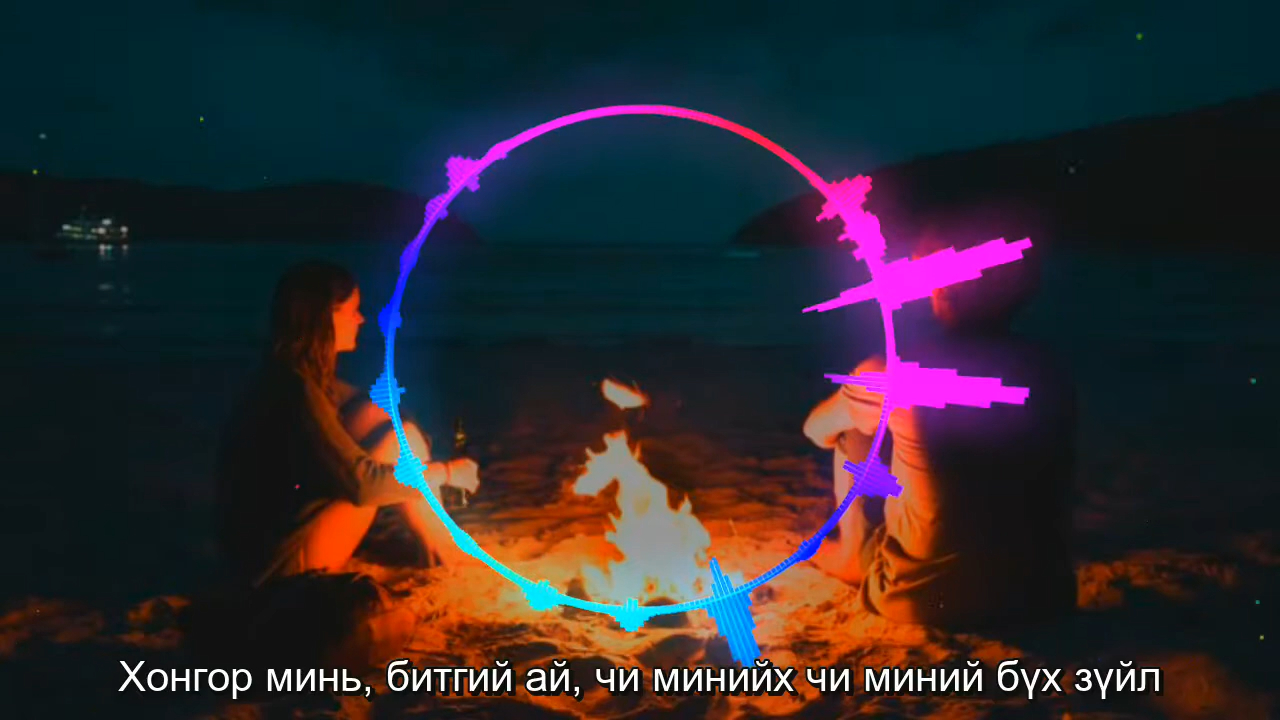 Хонгор минь, битгий ай, чи минийх чи миний бүх зүйл